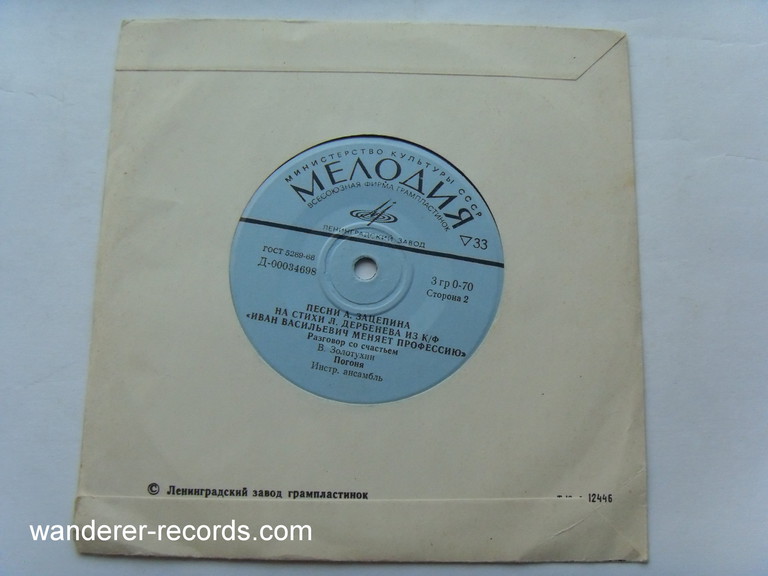 МИНИСТЕРСТВО КУЛЬТУРЫ СССР
МЕЛОДИЯ
ВСЕСОЮЗНАЯ ФИРМА ГРАМПЛАСТИНОК
ЛЕНИНГРАДСКИЙ ЗАВОД
▽33
ГОСТ 5289-68
Д-00034698
3 гр 0-70
Сторона 2
ПЕСНИ А. ЗАЦЕПИНА
НА СТИХИ Л. ДЕРБЕНЕВА ИЗ К/Ф
«ИВАН ВАСИЛЬЕВИЧ МЕНЯЕТ ПРОФЕССИЮ»
Разговор со счастьем
В. Золотухин
Погоня
Инстр. ансамбль
© Ленинградский завод грампластинок
12446
wanderer-records.com